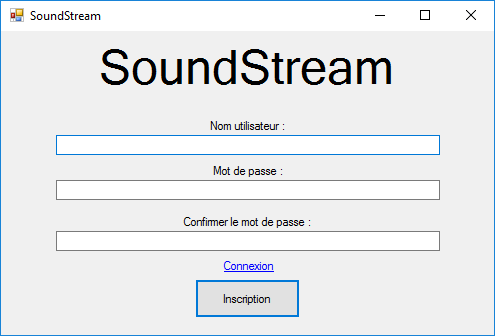 SoundStream
SoundStream
Nom utilisateur :
Mot de passe :
Confirmer le mot de passe :
Connexion
Inscription